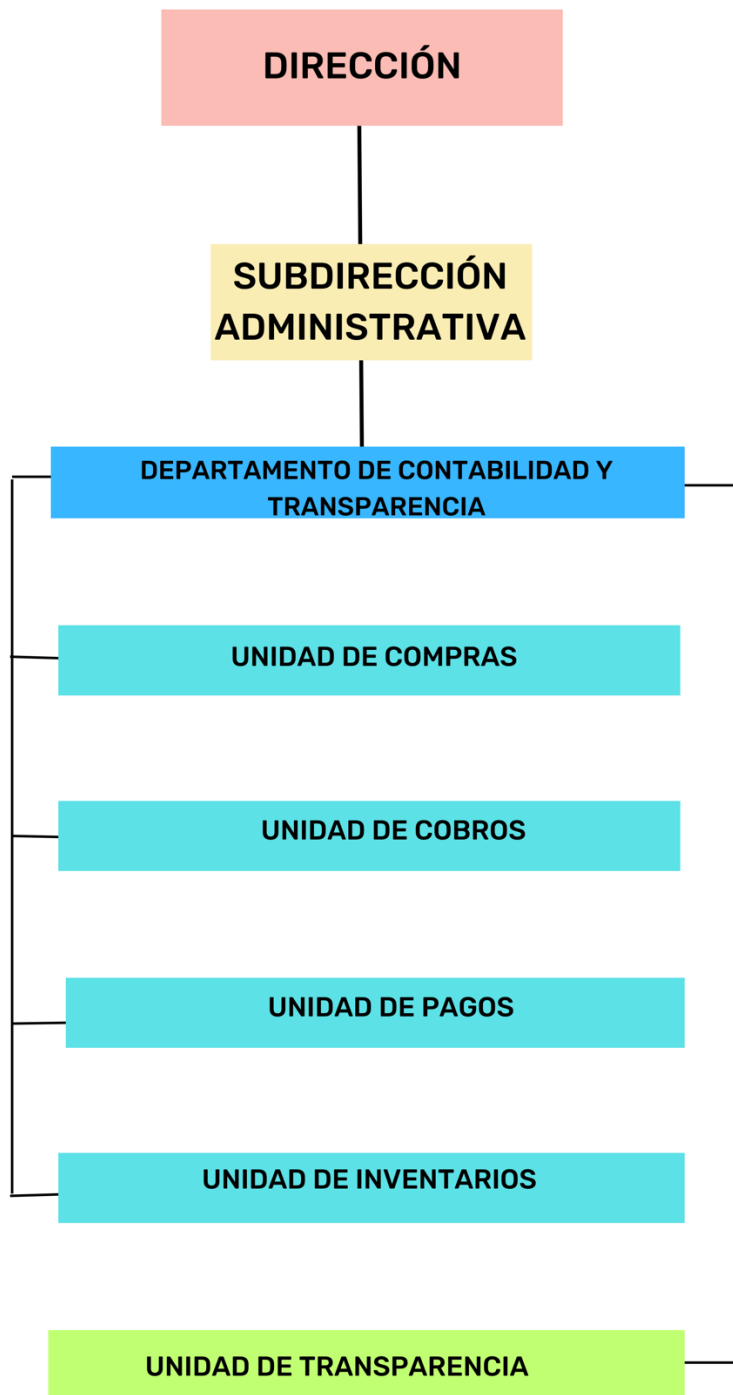 DIRECCIÓN
SUBDIRECCIÓN
ADMINISTRATIVA
DEPARTAMENTO DE CONTABILIDAD Y
TRANSPARENCIA
UNIDAD DE COMPRAS
UNIDAD DE COBROS
UNIDAD DE PAGOS
UNIDAD DE INVENTARIOS
UNIDAD DE TRANSPARENCIA